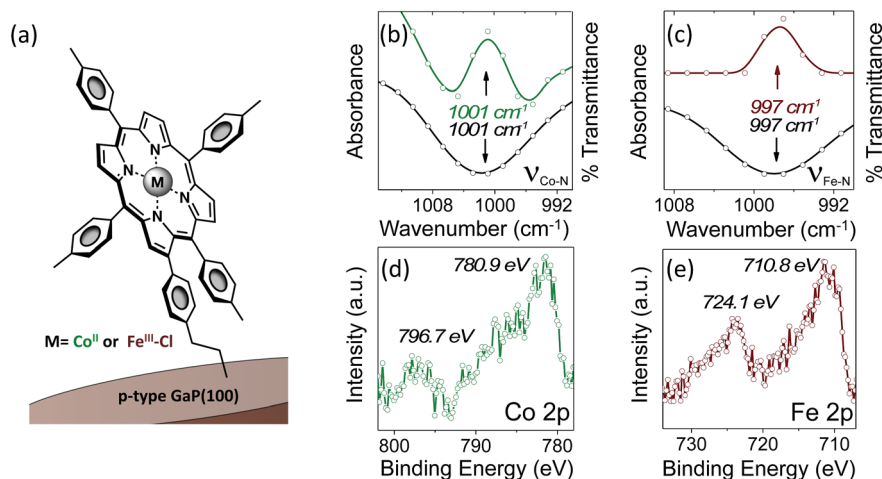 (a)
N
N
M
N
N
M= Co^II or Fe^III-Cl
p-type GaP(100)
(b)
Absorbance
% Transmittance
1001 cm⁻¹
1001 cm⁻¹
ν Co-N
1008 1000 992
Wavenumber (cm⁻¹)
(c)
Absorbance
% Transmittance
997 cm⁻¹
997 cm⁻¹
ν Fe-N
1008 1000 992
Wavenumber (cm⁻¹)
(d)
780.9 eV
796.7 eV
Intensity (a.u.)
Co 2p
800 790 780
Binding Energy (eV)
(e)
710.8 eV
724.1 eV
Intensity (a.u.)
Fe 2p
730 720 710
Binding Energy (eV)